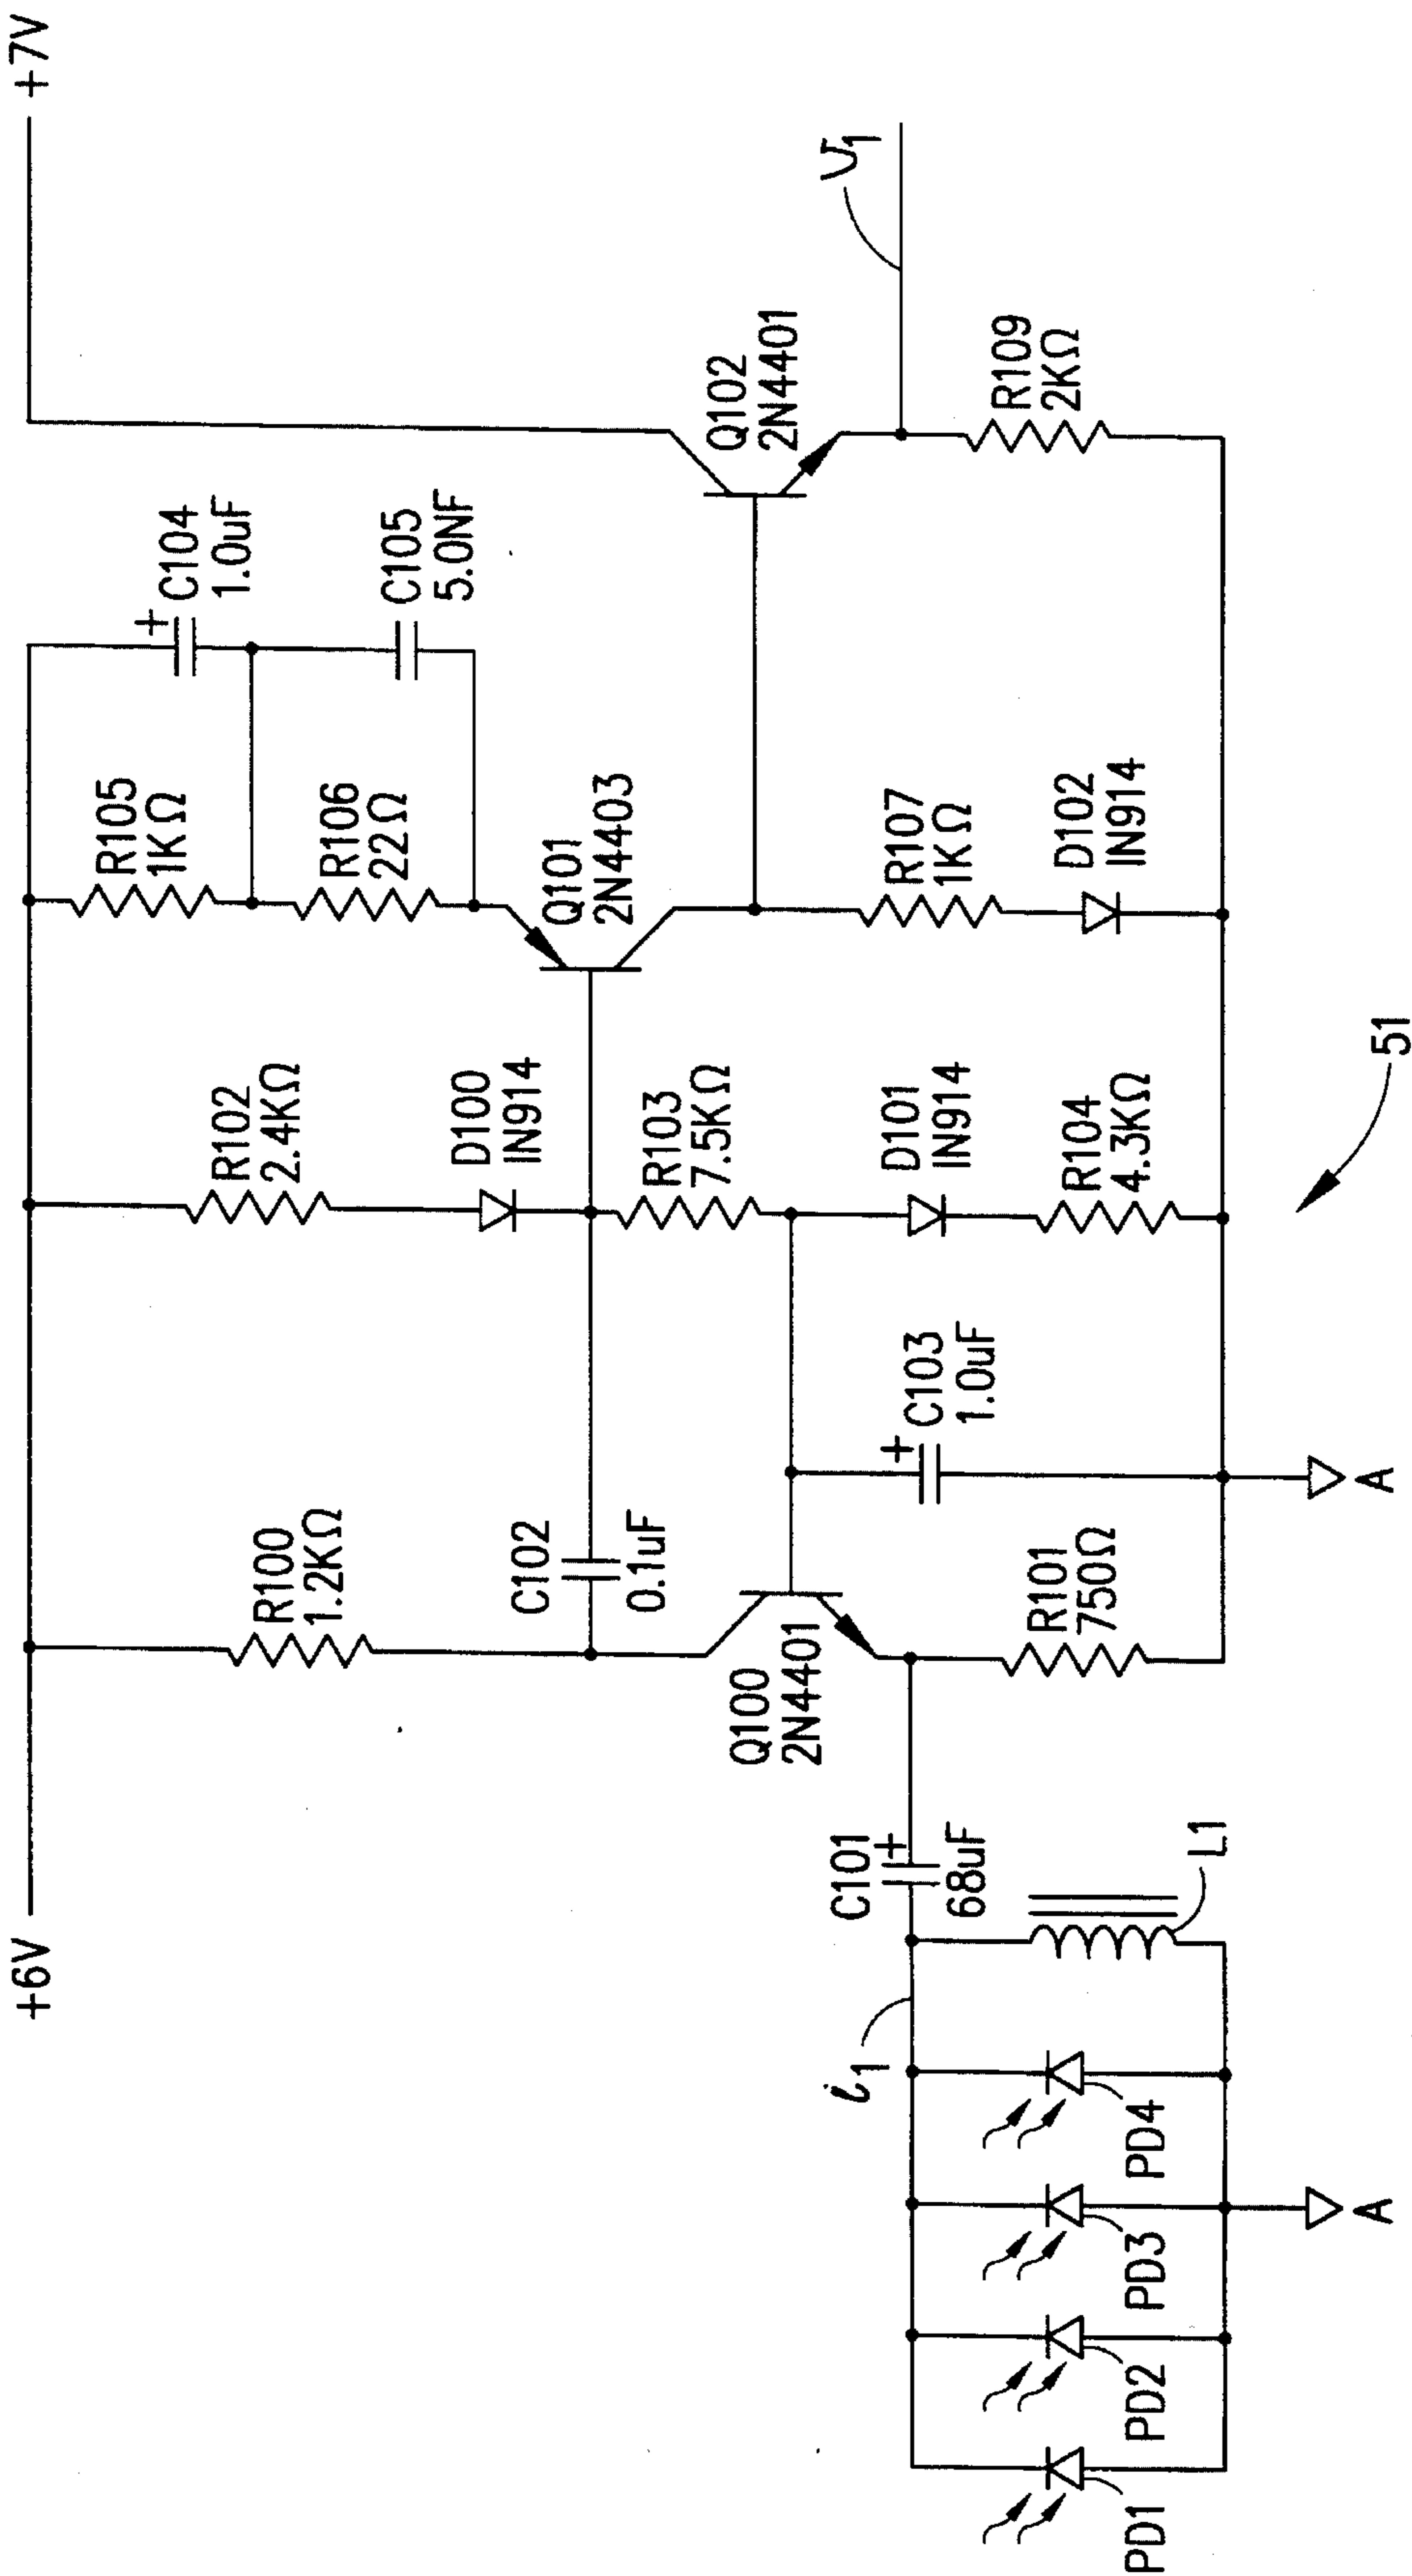 +6V
+7V
R100
1.2KΩ
R102
2.4KΩ
R105
1KΩ
C104
+
1.0uF
D100
IN914
R106
22Ω
C105
5.0NF
C102
0.1uF
Q101
2N4403
R103
7.5KΩ
Q100
2N4401
Q102
2N4401
i1
C101
+
68uF
C103
+
1.0uF
D101
IN914
R107
1KΩ
υ1
R101
750Ω
R104
4.3KΩ
D102
IN914
R109
2KΩ
PD1
PD2
PD3
PD4
L1
A
A
51